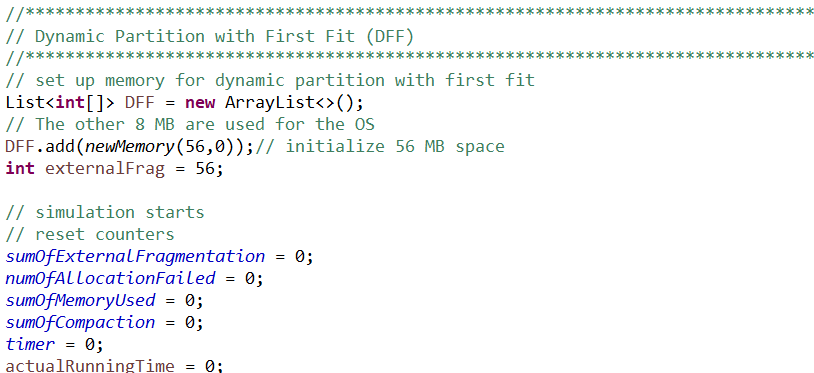 //*******************************************************************************
// Dynamic Partition with First Fit (DFF)
//*******************************************************************************
// set up memory for dynamic partition with first fit
List<int[]> DFF = new ArrayList<>();
// The other 8 MB are used for the OS
DFF.add(newMemory(56,0));// initialize 56 MB space
int externalFrag = 56;
// simulation starts
// reset counters
sumOfExternalFragmentation = 0;
numOfAllocationFailed = 0;
sumOfMemoryUsed = 0;
sumOfCompaction = 0;
timer = 0;
actualRunningTime = 0;